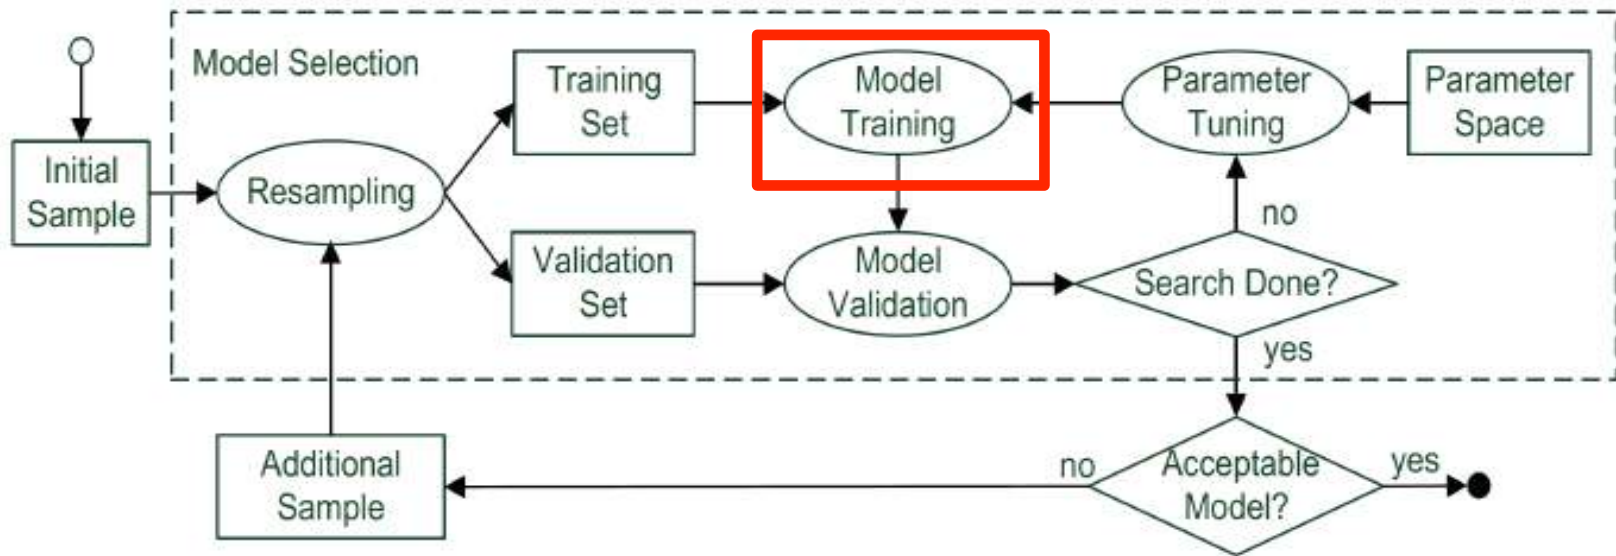 Model Selection
Training
Set
Model
Training
Parameter
Tuning
Parameter
Space
Initial
Sample
Resampling
no
Validation
Set
Model
Validation
Search Done?
yes
Additional
Sample
no
Acceptable
Model?
yes